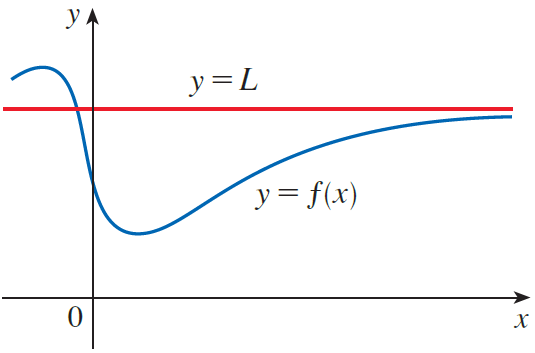 y
y = L
y = f(x)
0
x